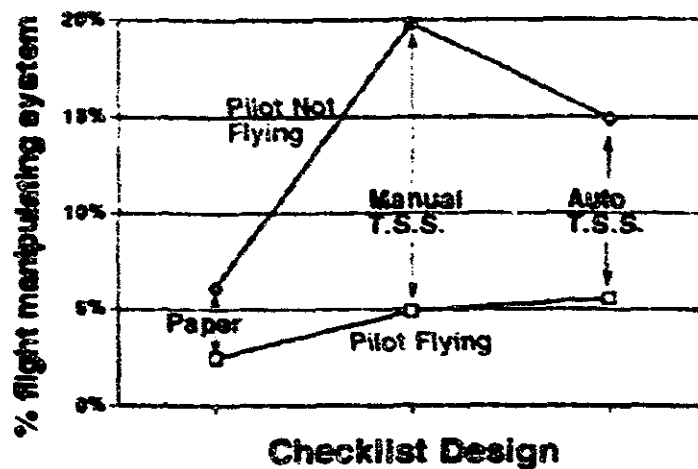 % flight manipulating system
20%
15%
10%
5%
0%
Pilot Not
Flying
Manual
T.S.S.
Auto
T.S.S.
Paper
Pilot Flying
Checklist Design